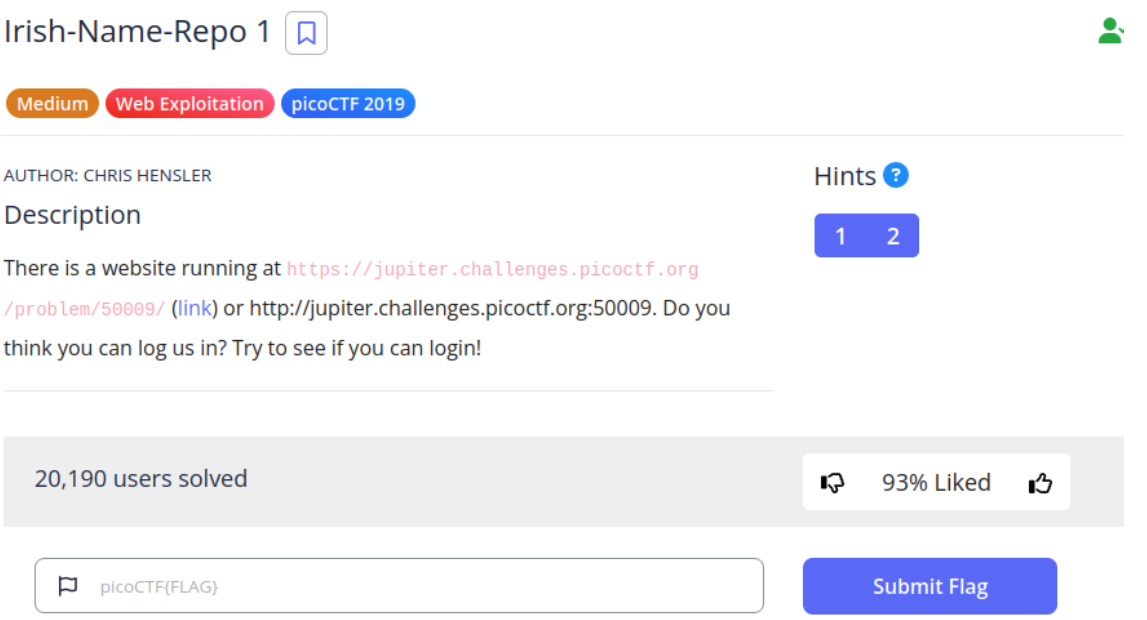 Irish-Name-Repo 1
Medium Web Exploitation picoCTF 2019
AUTHOR: CHRIS HENSLER
Hints ?
Description
1 2
There is a website running at https://jupiter.challenges.picoctf.org
/problem/50009/ (link) or http://jupiter.challenges.picoctf.org:50009. Do you
think you can log us in? Try to see if you can login!
20,190 users solved
93% Liked
picoCTF{FLAG}
Submit Flag